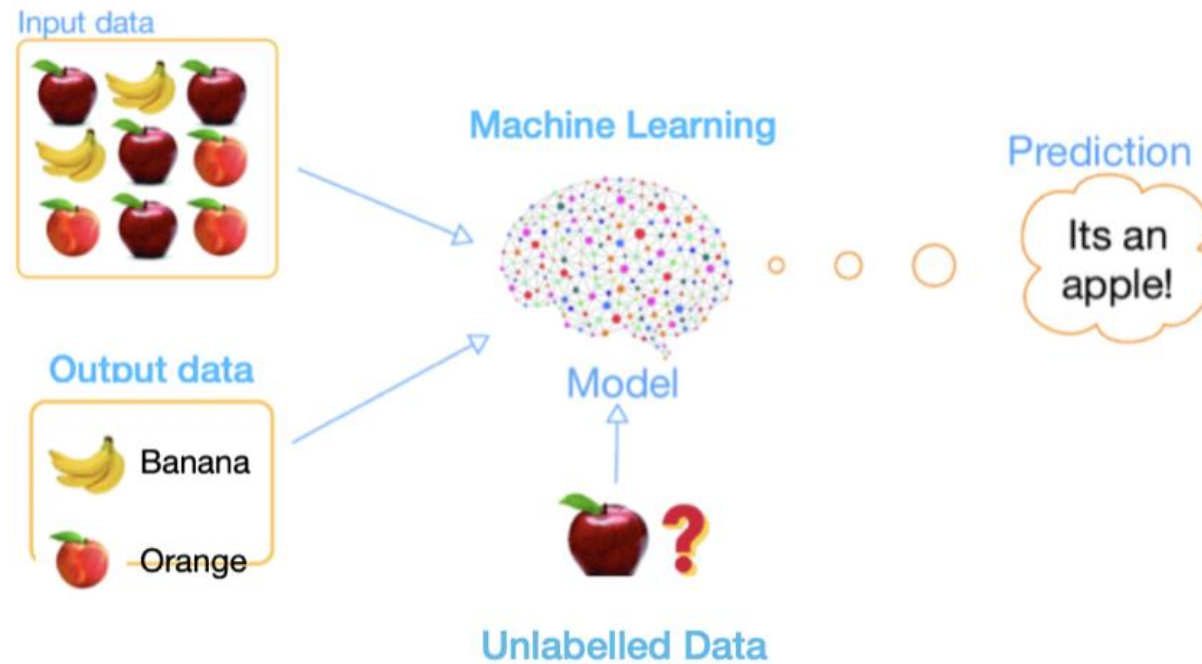 Input data
Machine Learning
Prediction
Its an
apple!
Output data
Model
Banana
Orange
?
Unlabelled Data